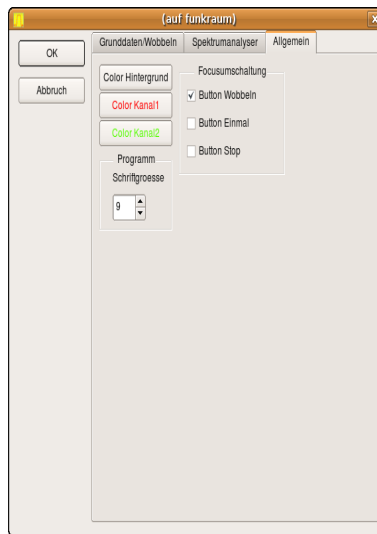 (auf funkraum)
OK
Abbruch
Grunddaten/Wobbeln
Spektrumanalyser
Allgemein
Color Hintergrund
Color Kanal1
Color Kanal2
Programm
Schriftgroesse
9
Focusumschaltung
Button Wobbeln
Button Einmal
Button Stop